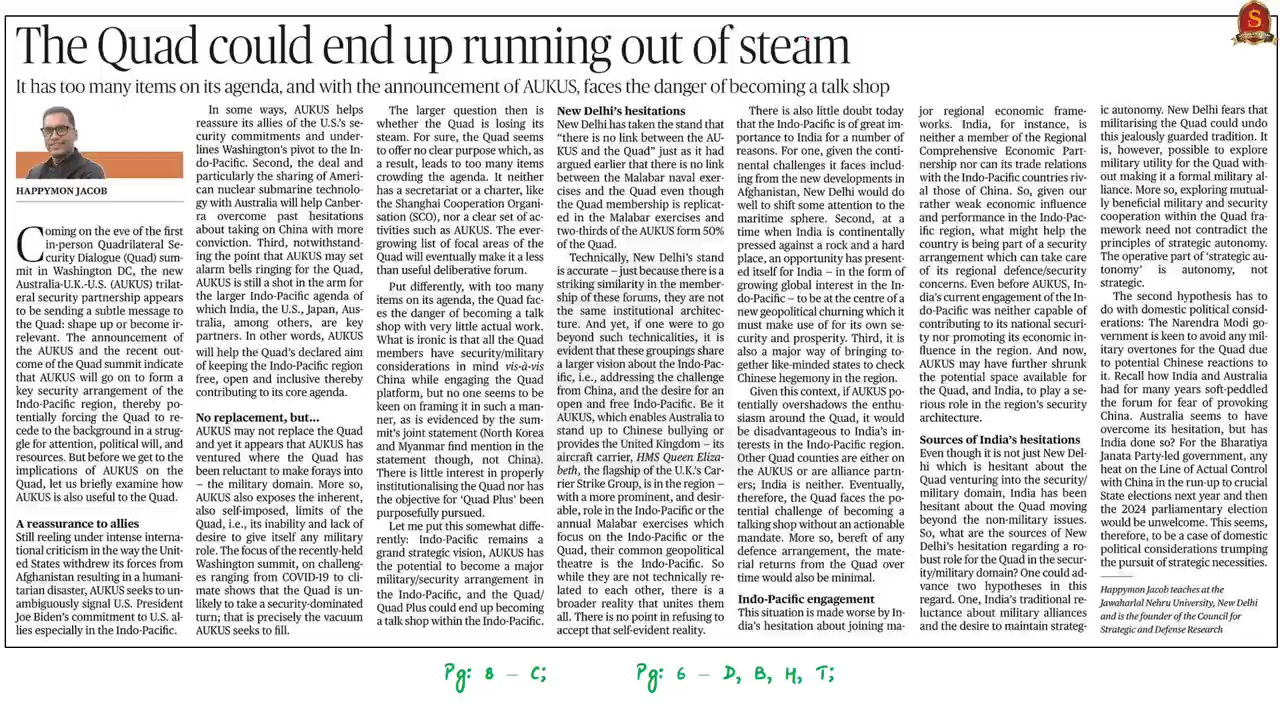 The Quad could end up running out of steam
S
It has too many items on its agenda, and with the announcement of AUKUS, faces the danger of becoming a talk shop
HAPPYMON JACOB
Coming on the eve of the first
in-person Quadrilateral Se-
curity Dialogue (Quad) sum-
mit in Washington DC, the new
Australia-U.K.-U.S. (AUKUS) trilat-
eral security partnership appears
to be sending a subtle message to
the Quad: shape up or become ir-
relevant. The announcement of
the AUKUS and the recent out-
come of the Quad summit indicate
that AUKUS will go on to form a
key security arrangement of the
Indo-Pacific region, thereby po-
tentially forcing the Quad to re-
cede to the background in a strug-
gle for attention, political will, and
resources. But before we get to the
implications of AUKUS on the
Quad, let us briefly examine how
AUKUS is also useful to the Quad.
A reassurance to allies
Still reeling under intense interna-
tional criticism in the way the Unit-
ed States withdrew its forces from
Afghanistan resulting in a humani-
tarian disaster, AUKUS seeks to un-
ambiguously signal U.S. President
Joe Biden's commitment to U.S. al-
lies especially in the Indo-Pacific.
In some ways, AUKUS helps
reassure its allies of the U.S.'s se-
curity commitments and under-
lines Washington's pivot to the In-
do-Pacific. Second, the deal and
particularly the sharing of Ameri-
can nuclear submarine technolo-
gy with Australia will help Canber-
ra overcome past hesitations
about taking on China with more
conviction. Third, notwithstand-
ing the point that AUKUS may set
alarm bells ringing for the Quad,
AUKUS is still a shot in the arm for
the larger Indo-Pacific agenda of
which India, the U.S., Japan, Aus-
tralia, among others, are key
partners. In other words, AUKUS
will help the Quad's declared aim
of keeping the Indo-Pacific region
free, open and inclusive thereby
contributing to its core agenda.
No replacement, but...
AUKUS may not replace the Quad
and yet it appears that AUKUS has
ventured where the Quad has
been reluctant to make forays into
– the military domain. More so,
AUKUS also exposes the inherent,
also self-imposed, limits of the
Quad, i.e., its inability and lack of
desire to give itself any military
role. The focus of the recently-held
Washington summit, on challeng-
es ranging from COVID-19 to cli-
mate shows that the Quad is un-
likely to take a security-dominated
turn; that is precisely the vacuum
AUKUS seeks to fill.
The larger question then is
whether the Quad is losing its
steam. For sure, the Quad seems
to offer no clear purpose which, as
a result, leads to too many items
crowding the agenda. It neither
has a secretariat or a charter, like
the Shanghai Cooperation Organi-
sation (SCO), nor a clear set of ac-
tivities such as AUKUS. The ever-
growing list of focal areas of the
Quad will eventually make it a less
than useful deliberative forum.
Put differently, with too many
items on its agenda, the Quad fac-
es the danger of becoming a talk
shop with very little actual work.
What is ironic is that all the Quad
members have security/military
considerations in mind vis-à-vis
China while engaging the Quad
platform, but no one seems to be
keen on framing it in such a man-
ner, as is evidenced by the sum-
mit's joint statement (North Korea
and Myanmar find mention in the
statement though, not China).
There is little interest in properly
institutionalising the Quad nor has
the objective for 'Quad Plus' been
purposefully pursued.
Let me put this somewhat diffe-
rently: Indo-Pacific remains a
grand strategic vision, AUKUS has
the potential to become a major
military/security arrangement in
the Indo-Pacific, and the Quad/
Quad Plus could end up becoming
a talk shop within the Indo-Pacific.
New Delhi's hesitations
New Delhi has taken the stand that
"there is no link between the AU-
KUS and the Quad" just as it had
argued earlier that there is no link
between the Malabar naval exer-
cises and the Quad even though
the Quad membership is replicat-
ed in the Malabar exercises and
two-thirds of the AUKUS form 50%
of the Quad.
Technically, New Delhi's stand
is accurate – just because there is a
striking similarity in the member-
ship of these forums, they are not
the same institutional architec-
ture. And yet, if one were to go
beyond such technicalities, it is
evident that these groupings share
a larger vision about the Indo-Pac-
ific, i.e., addressing the challenge
from China, and the desire for an
open and free Indo-Pacific. Be it
AUKUS, which enables Australia to
stand up to Chinese bullying or
provides the United Kingdom – its
aircraft carrier, HMS Queen Eliza-
beth, the flagship of the U.K.'s Car-
rier Strike Group, is in the region –
with a more prominent, and desir-
able, role in the Indo-Pacific or the
annual Malabar exercises which
focus on the Indo-Pacific or the
Quad, their common geopolitical
theatre is the Indo-Pacific. So
while they are not technically re-
lated to each other, there is a
broader reality that unites them
all. There is no point in refusing to
accept that self-evident reality.
There is also little doubt today
that the Indo-Pacific is of great im-
portance to India for a number of
reasons. For one, given the conti-
nental challenges it faces includ-
ing from the new developments in
Afghanistan, New Delhi would do
well to shift some attention to the
maritime sphere. Second, at a
time when India is continentally
pressed against a rock and a hard
place, an opportunity has present-
ed itself for India – in the form of
growing global interest in the In-
do-Pacific – to be at the centre of a
new geopolitical churning which it
must make use of for its own se-
curity and prosperity. Third, it is
also a major way of bringing to-
gether like-minded states to check
Chinese hegemony in the region.
Given this context, if AUKUS po-
tentially overshadows the enthu-
siasm around the Quad, it would
be disadvantageous to India's in-
terests in the Indo-Pacific region.
Other Quad counties are either on
the AUKUS or are alliance partn-
ers; India is neither. Eventually,
therefore, the Quad faces the po-
tential challenge of becoming a
talking shop without an actionable
mandate. More so, bereft of any
defence arrangement, the mate-
rial returns from the Quad over
time would also be minimal.
Indo-Pacific engagement
This situation is made worse by In-
dia's hesitation about joining ma-
jor regional economic frame-
works. India, for instance, is
neither a member of the Regional
Comprehensive Economic Part-
nership nor can its trade relations
with the Indo-Pacific countries riv-
al those of China. So, given our
rather weak economic influence
and performance in the Indo-Pac-
ific region, what might help the
country is being part of a security
arrangement which can take care
of its regional defence/security
concerns. Even before AUKUS, In-
dia's current engagement of the In-
do-Pacific was neither capable of
contributing to its national securi-
ty nor promoting its economic in-
fluence in the region. And now,
AUKUS may have further shrunk
the potential space available for
the Quad, and India, to play a se-
rious role in the region's security
architecture.
Sources of India's hesitations
Even though it is not just New Del-
hi which is hesitant about the
Quad venturing into the security/
military domain, India has been
hesitant about the Quad moving
beyond the non-military issues.
So, what are the sources of New
Delhi's hesitation regarding a ro-
bust role for the Quad in the secur-
ity/military domain? One could ad-
vance two hypotheses in this
regard. One, India's traditional re-
luctance about military alliances
and the desire to maintain strateg-
ic autonomy. New Delhi fears that
militarising the Quad could undo
this jealously guarded tradition. It
is, however, possible to explore
military utility for the Quad with-
out making it a formal military al-
liance. More so, exploring mutual-
ly beneficial military and security
cooperation within the Quad fra-
mework need not contradict the
principles of strategic autonomy.
The operative part of 'strategic au-
tonomy' is autonomy, not
strategic.
The second hypothesis has to
do with domestic political consid-
erations: The Narendra Modi go-
vernment is keen to avoid any mil-
itary overtones for the Quad due
to potential Chinese reactions to
it. Recall how India and Australia
had for many years soft-peddled
the forum for fear of provoking
China. Australia seems to have
overcome its hesitation, but has
India done so? For the Bharatiya
Janata Party-led government, any
heat on the Line of Actual Control
with China in the run-up to crucial
State elections next year and then
the 2024 parliamentary election
would be unwelcome. This seems,
therefore, to be a case of domestic
political considerations trumping
the pursuit of strategic necessities.
Happymon Jacob teaches at the
Jawaharlal Nehru University, New Delhi
and is the founder of the Council for
Strategic and Defense Research
Pg: 8 – C; Pg: 6 – D, B, H, T;